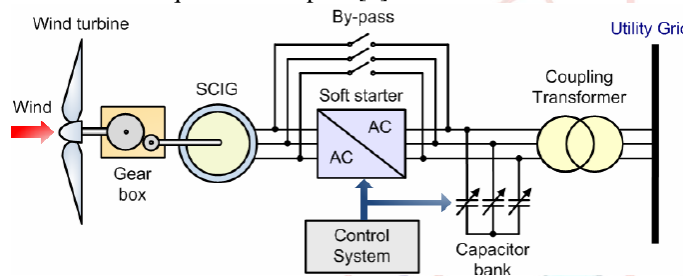 By-pass
Wind turbine
Utility Grid
SCIG
Coupling
Transformer
Soft starter
Wind
AC
AC
Gear
box
Control
System
Capacitor
bank